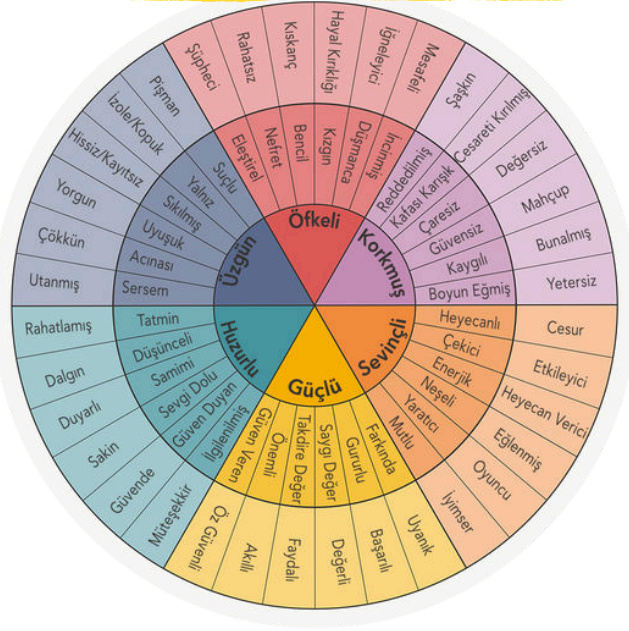 Öfkeli
Korkmuş
Sevinçli
Güçlü
Huzurlu
Üzgün
Eleştirel
Nefret
Bencil
Kızgın
Düşmanca
İncinmiş
Reddedilmiş
Kafası Karışık
Çaresiz
Güvensiz
Kaygılı
Boyun Eğmiş
Heyecanlı
Çekici
Enerjik
Neşeli
Yaratıcı
Mutlu
Farkında
Gururlu
Saygı Değer
Takdire Değer
Önemli
Güven Veren
İlgilenilmiş
Güven Duyan
Sevgi Dolu
Samimi
Düşünceli
Tatmin
Sersem
Acınası
Uyuşuk
Sıkılmış
Yalnız
Suçlu
Şüpheci
Rahatsız
Kıskanç
Hayal Kırıklığı
İğneleyici
Mesafeli
Şaşkın
Cesareti Kırılmış
Değersiz
Mahçup
Bunalmış
Yetersiz
Cesur
Etkileyici
Heyecan Verici
Eğlenmiş
Oyuncu
İyimser
Uyanık
Başarılı
Değerli
Faydalı
Akıllı
Öz Güvenli
Müteşekkir
Güvende
Sakin
Duyarlı
Dalgın
Rahatlamış
Utanmış
Çökkün
Yorgun
Hissiz/Kayıtsız
İzole/Kopuk
Pişman